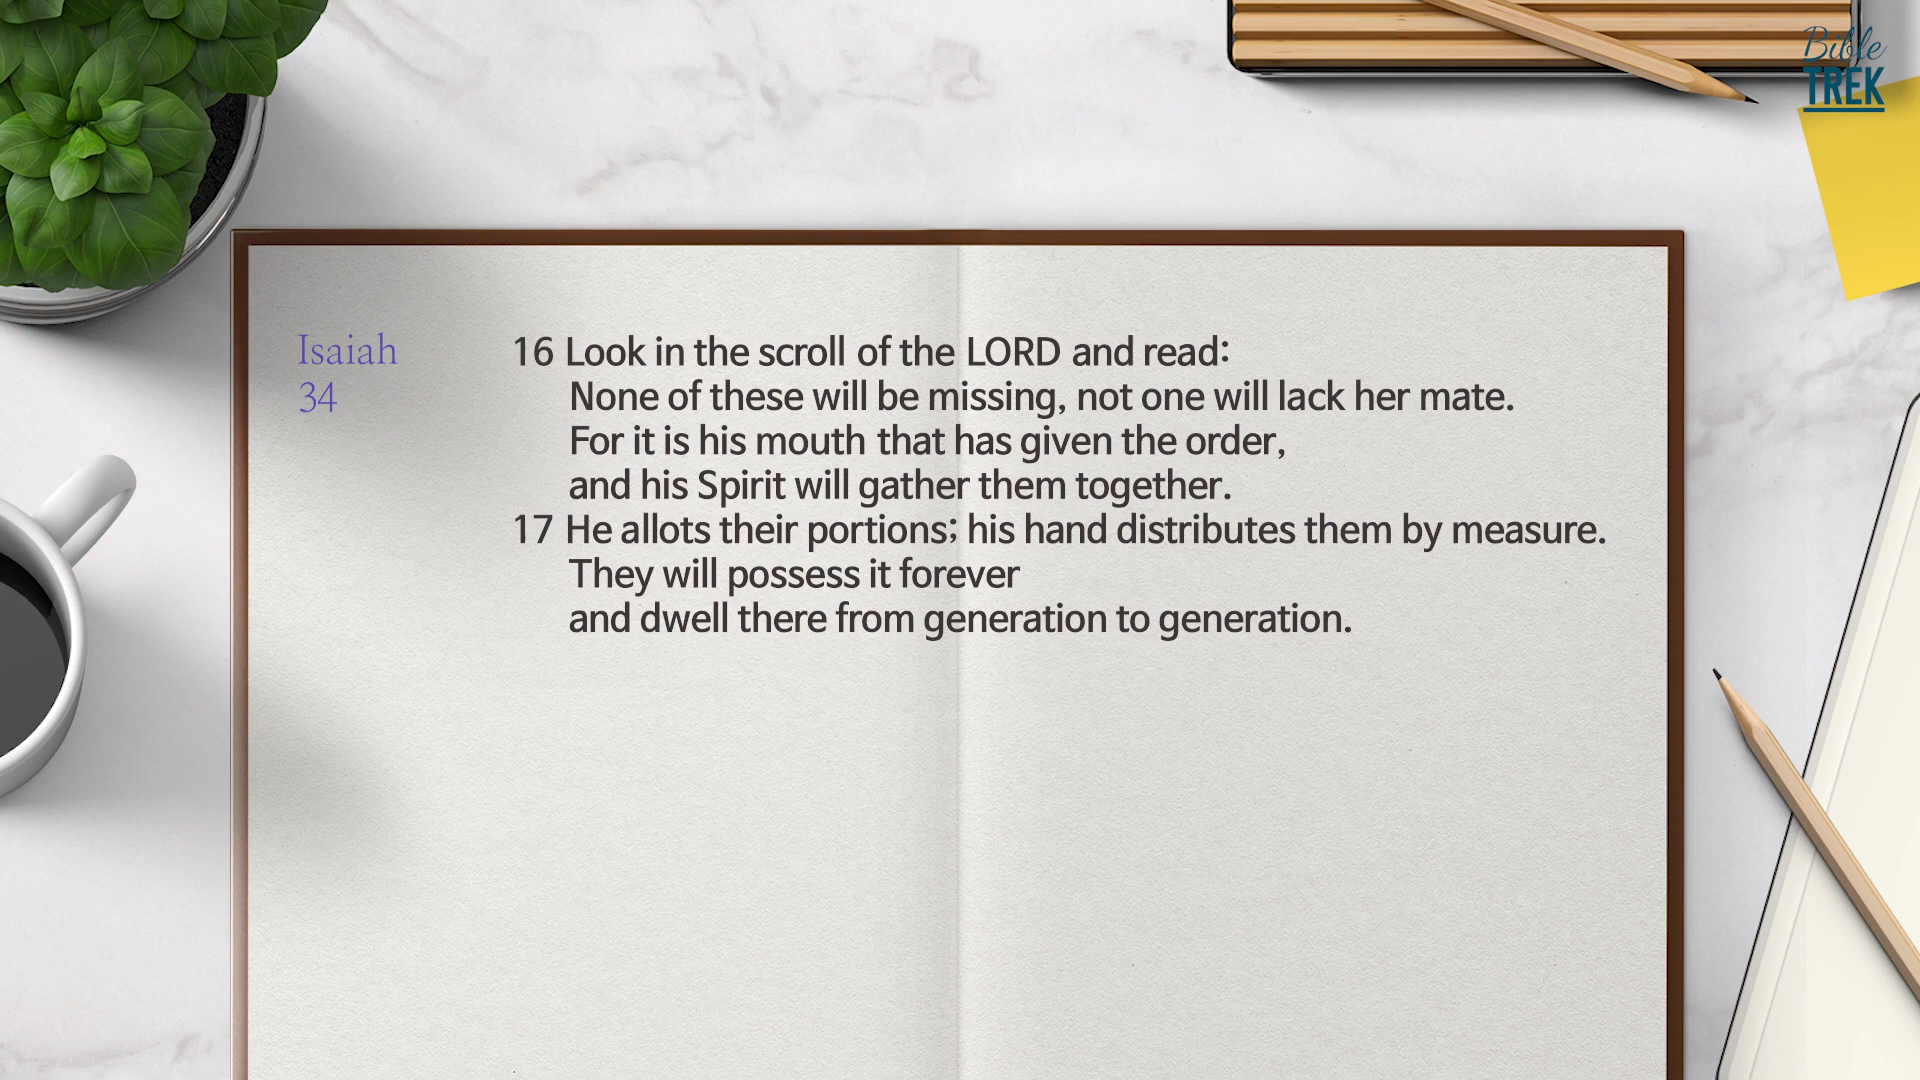 Bible
TREK
Isaiah
34
16 Look in the scroll of the LORD and read:
None of these will be missing, not one will lack her mate.
For it is his mouth that has given the order,
and his Spirit will gather them together.
17 He allots their portions; his hand distributes them by measure.
They will possess it forever
and dwell there from generation to generation.